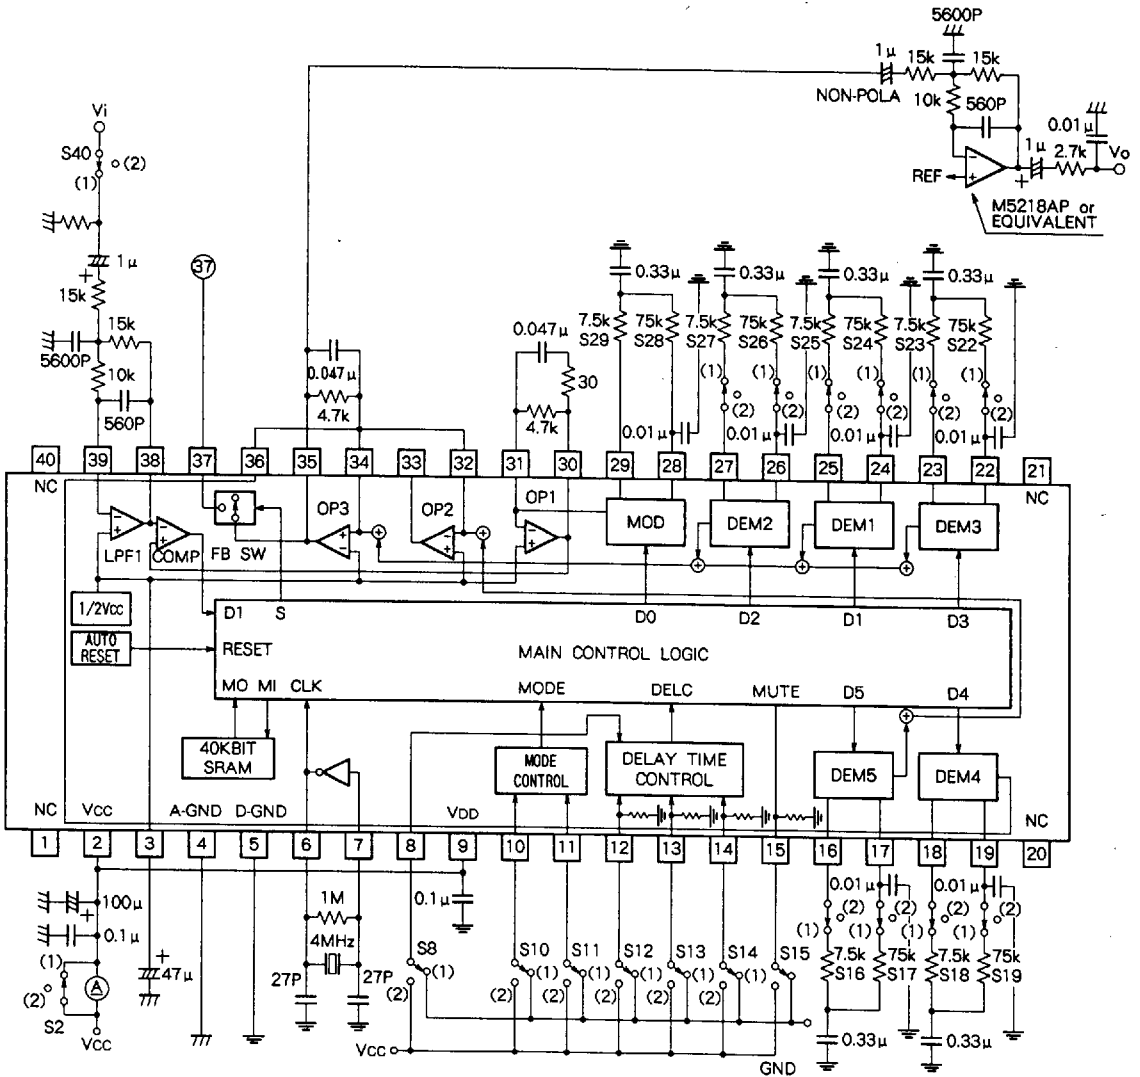 5600P
1μ 15k 15k
NON-POLA
10k 560P
0.01μ
1μ 2.7k Vo
REF
M5218AP or
EQUIVALENT
Vi
S40 (2)
(1)
1μ
15k
15k
5600P
10k
560P
37
0.047μ
4.7k
0.047μ
30
4.7k
0.33μ 0.33μ 0.33μ 0.33μ
7.5k 75k 7.5k 75k 7.5k 75k 7.5k 75k
S29 S28 S27 S26 S25 S24 S23 S22
(1) (1) (1) (1) (1) (1)
(2) (2) (2) (2) (2) (2)
0.01μ 0.01μ 0.01μ 0.01μ
40 39 38 37 36 35 34 33 32 31 30 29 28 27 26 25 24 23 22 21
NC NC
OP3 OP2 OP1
MOD DEM2 DEM1 DEM3
LPF1 COMP FB SW
1/2Vcc
AUTO
RESET
D1 S D0 D2 D1 D3
RESET
MAIN CONTROL LOGIC
MO MI CLK MODE DELC MUTE D5 D4
40KBIT
SRAM
MODE
CONTROL
DELAY TIME
CONTROL
DEM5 DEM4
NC Vcc A-GND D-GND VDD NC
1 2 3 4 5 6 7 8 9 10 11 12 13 14 15 16 17 18 19 20
100μ
0.1μ
(1)
(2)
S2
A
Vcc
47μ
1M
4MHz
27P 27P
0.1μ
S8 S10 S11 S12 S13 S14 S15
(1) (1) (1) (1) (1) (1)
(2) (2) (2) (2) (2) (2)
Vcc
GND
0.01μ 0.01μ
(2) (2) (2) (2)
(1) (1) (1) (1)
7.5k 75k 7.5k 75k
S16 S17 S18 S19
0.33μ 0.33μ